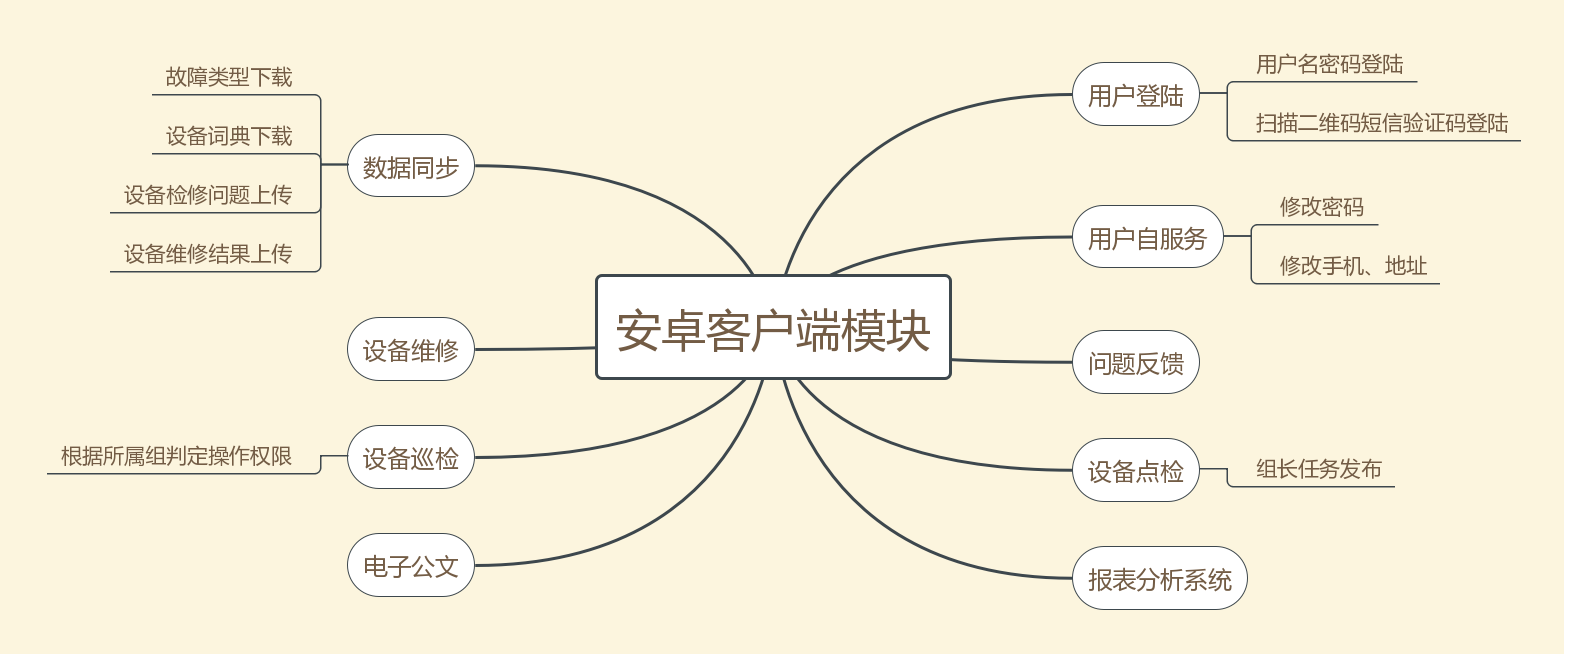 安卓客户端模块
用户登陆
用户名密码登陆
扫描二维码短信验证码登陆
用户自服务
修改密码
修改手机、地址
问题反馈
设备点检
组长任务发布
报表分析系统
数据同步
故障类型下载
设备词典下载
设备检修问题上传
设备维修结果上传
设备维修
设备巡检
根据所属组判定操作权限
电子公文